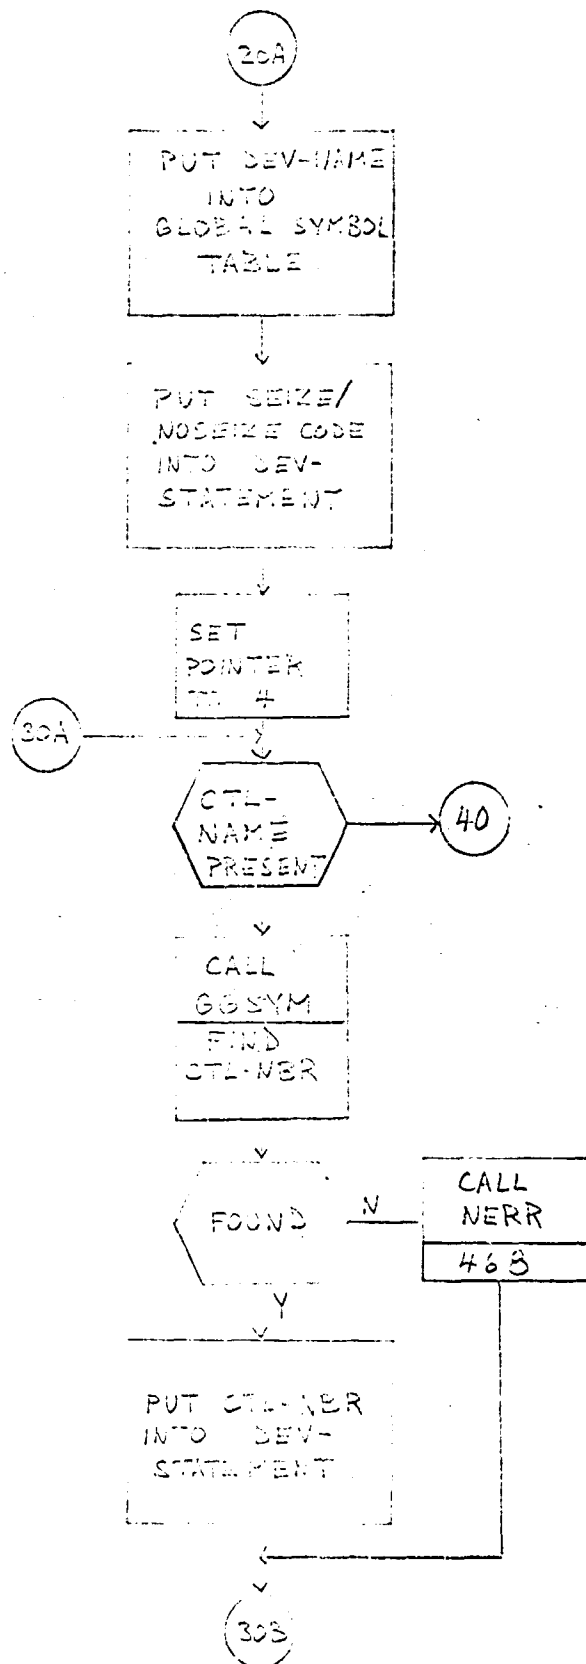 20A
PUT DEV-NAME
INTO
GLOBAL SYMBOL
TABLE
PUT SEIZE/
NOSEIZE CODE
INTO DEV-
STATEMENT
SET
POINTER
TO 4
30A
CTL-
NAME
PRESENT
40
CALL
GGSYM
FIND
CTL-NBR
FOUND
N
CALL
NERR
468
Y
PUT CTL-NBR
INTO DEV-
STATEMENT
30B